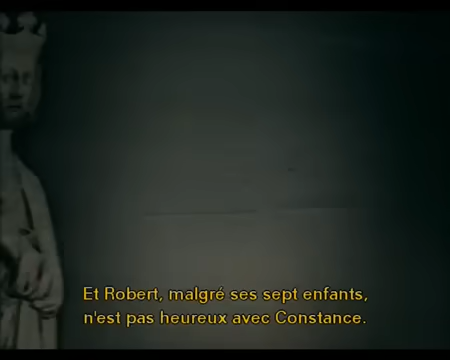 Et Robert, malgré ses sept enfants,
n'est pas heureux avec Constance.